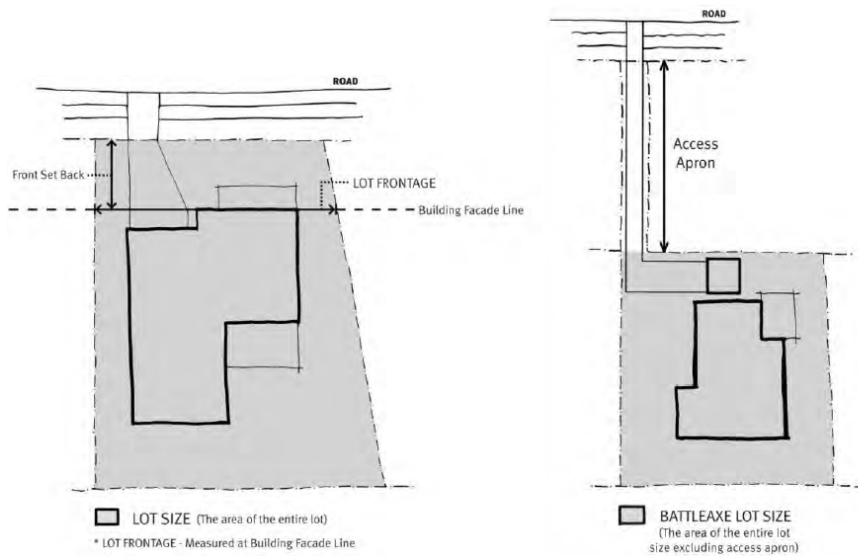 ROAD
Front Set Back
LOT FRONTAGE
Building Facade Line
LOT SIZE (The area of the entire lot)
* LOT FRONTAGE - Measured at Building Facade Line
ROAD
Access
Apron
BATTLEAXE LOT SIZE
(The area of the entire lot
size excluding access apron)